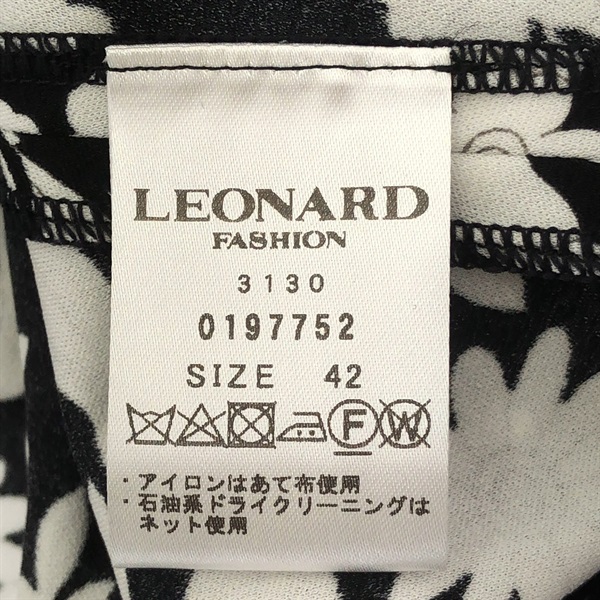 LEONARD
FASHION
3130
0197752
SIZE 42
F W
・アイロンはあて布使用
・石油系ドライクリーニングは
ネット使用